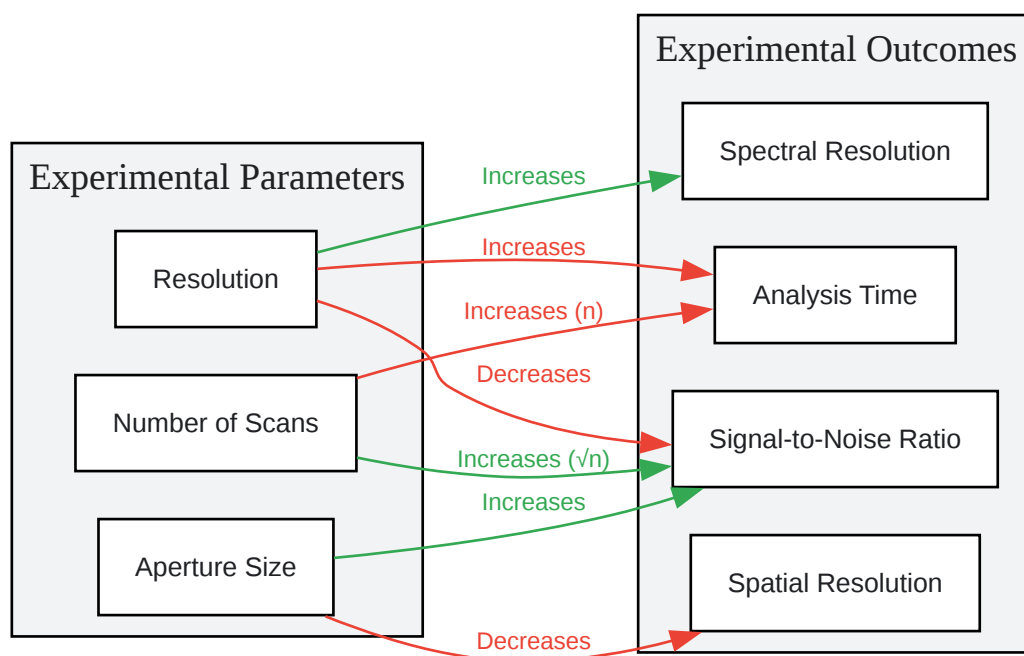 Experimental Outcomes
Spectral Resolution
Experimental Parameters
Increases
Resolution
Increases
Analysis Time
Increases (n)
Decreases
Number of Scans
Signal-to-Noise Ratio
Increases (√n)
Increases
Aperture Size
Spatial Resolution
Decreases